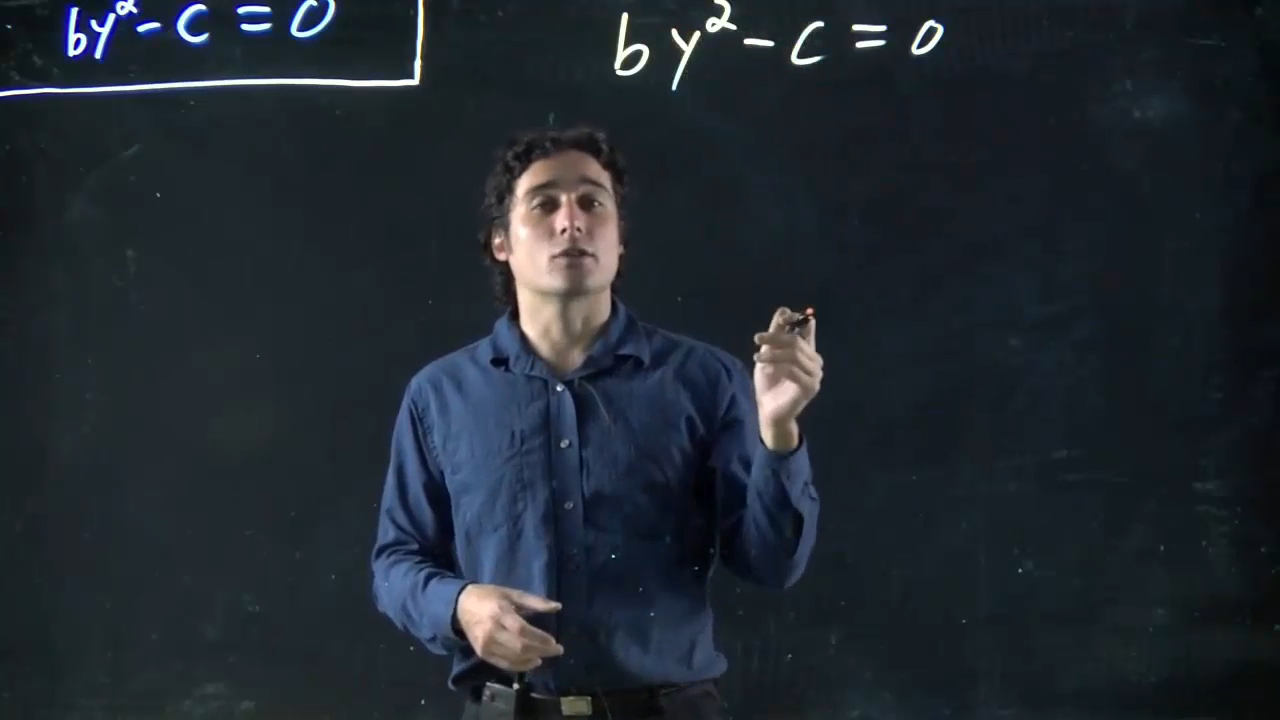 by² - c = 0
by² - c = 0